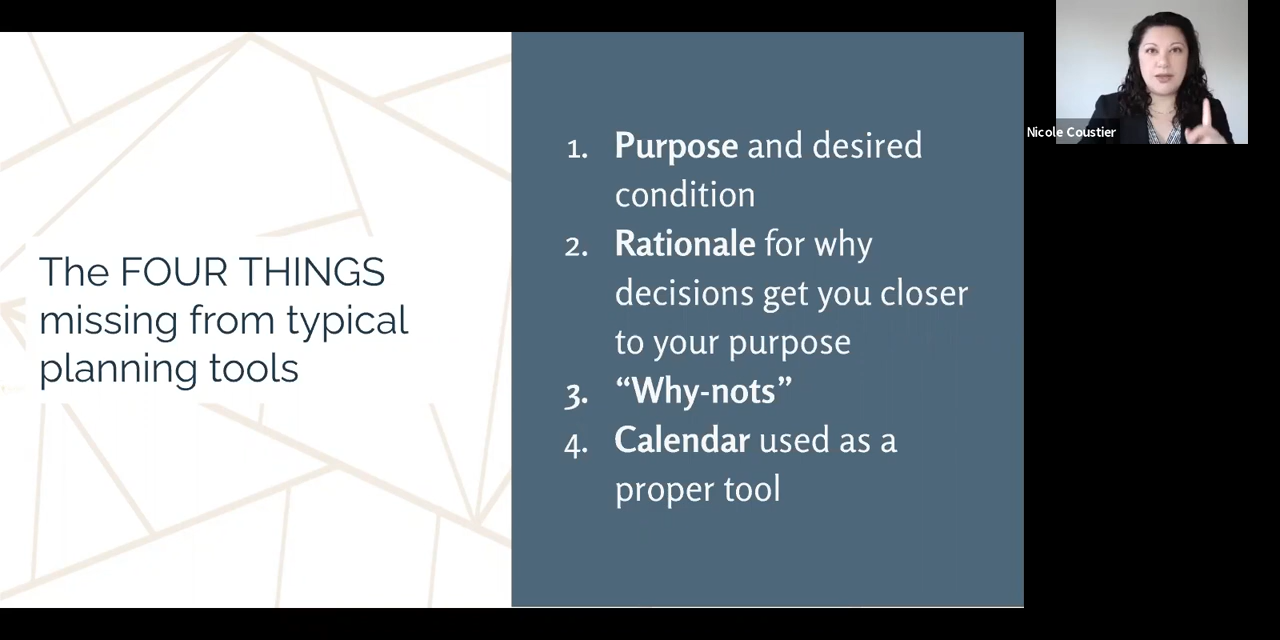 The FOUR THINGS
missing from typical
planning tools
1. Purpose and desired
condition
2. Rationale for why
decisions get you closer
to your purpose
3. “Why-nots”
4. Calendar used as a
proper tool
Nicole Coustier